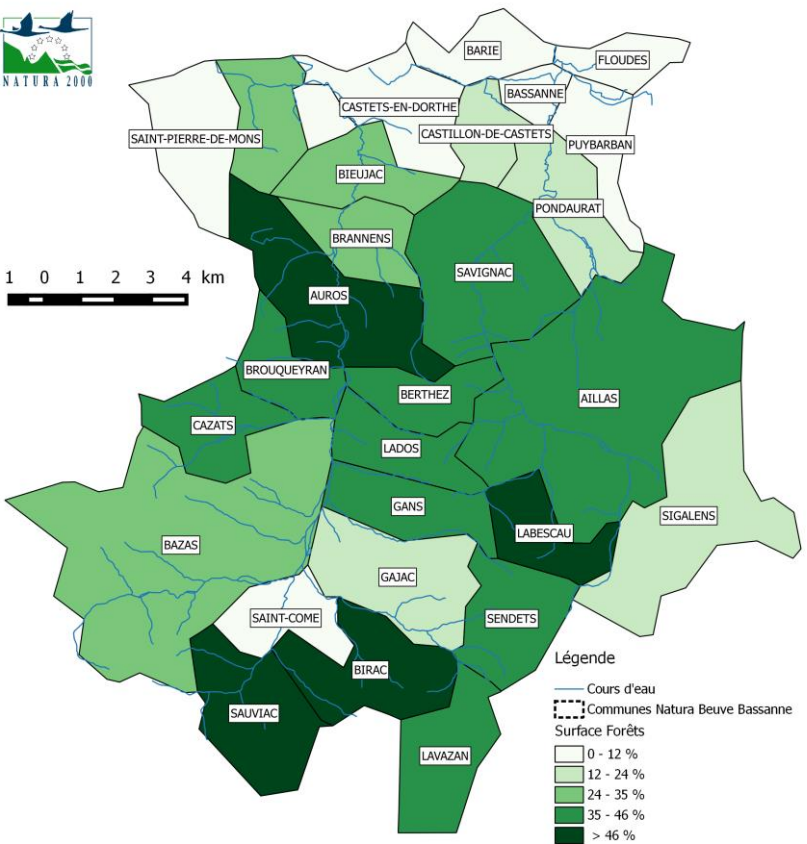 NATURA 2000
BARIE
FLOUDES
BASSANNE
CASTETS-EN-DORTHE
CASTILLON-DE-CASTETS
SAINT-PIERRE-DE-MONS
PUYBARBAN
BIEUJAC
PONDAURAT
BRANNENS
SAVIGNAC
1 0 1 2 3 4 km
AUROS
BROUQUEYRAN
BERTHEZ
AILLAS
CAZATS
LADOS
GANS
SIGALENS
LABESCAU
BAZAS
GAJAC
SAINT-COME
SENDETS
BIRAC
SAUVIAC
LAVAZAN
Légende
Cours d'eau
Communes Natura Beuve Bassanne
Surface Forêts
0 - 12 %
12 - 24 %
24 - 35 %
35 - 46 %
> 46 %